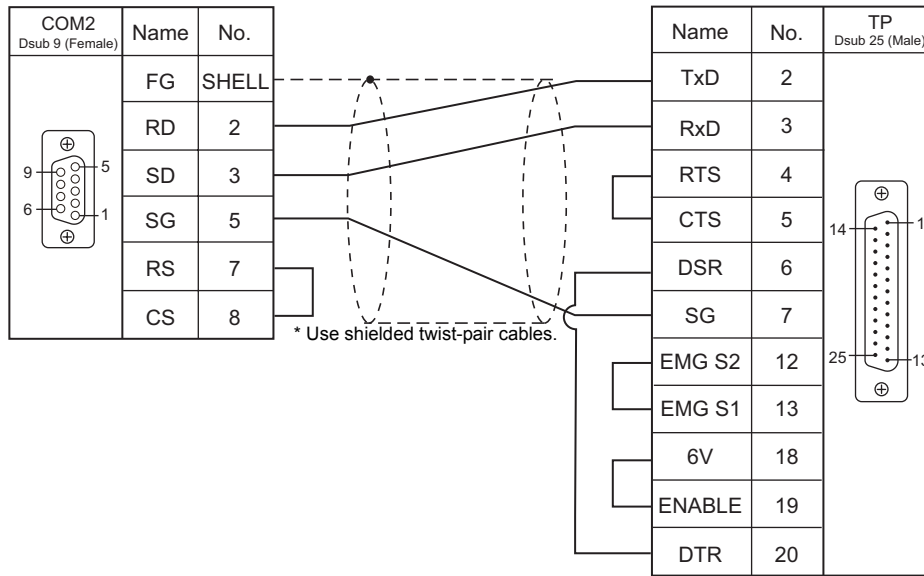 COM2
Dsub 9 (Female)
Name No.
FG SHELL
RD 2
SD 3
SG 5
RS 7
CS 8
9
5
6
1
* Use shielded twist-pair cables.
Name No.
TP
Dsub 25 (Male)
TxD 2
RxD 3
RTS 4
CTS 5
DSR 6
SG 7
EMG S2 12
EMG S1 13
6V 18
ENABLE 19
DTR 20
14
1
25
13